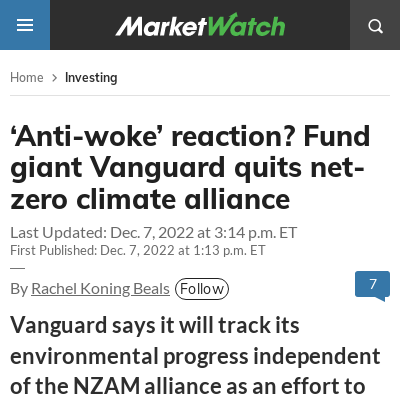 MarketWatch
Home > Investing
‘Anti-woke’ reaction? Fund
giant Vanguard quits net-
zero climate alliance
Last Updated: Dec. 7, 2022 at 3:14 p.m. ET
First Published: Dec. 7, 2022 at 1:13 p.m. ET
7
By Rachel Koning Beals Follow
Vanguard says it will track its
environmental progress independent
of the NZAM alliance as an effort to